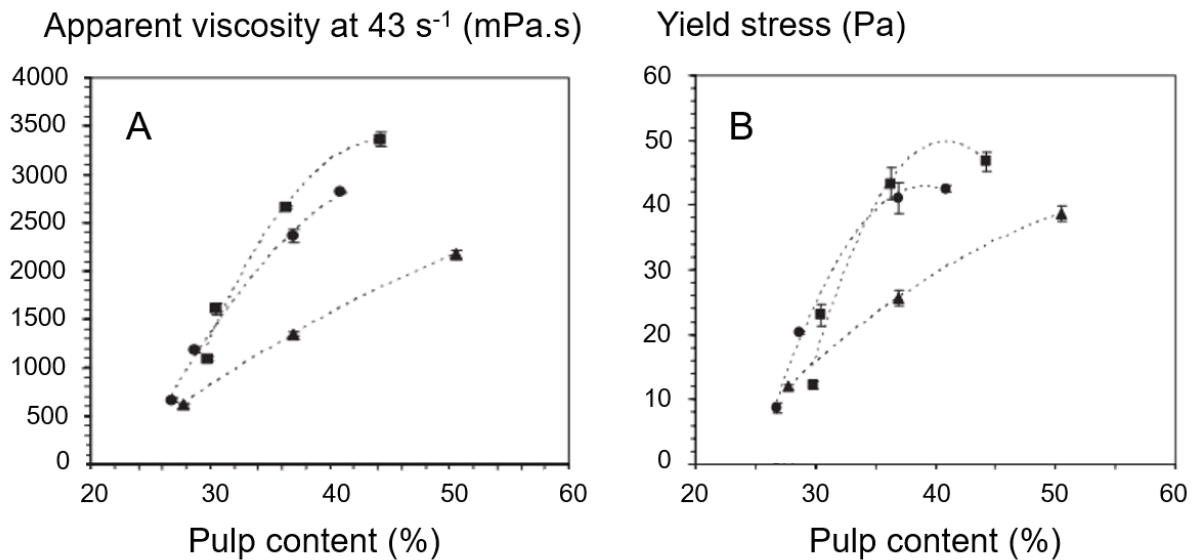 Apparent viscosity at 43 s⁻¹ (mPa.s)
Yield stress (Pa)
4000
3500
3000
2500
2000
1500
1000
500
0
A
20 30 40 50 60
Pulp content (%)
60
50
40
30
20
10
0
B
20 30 40 50 60
Pulp content (%)